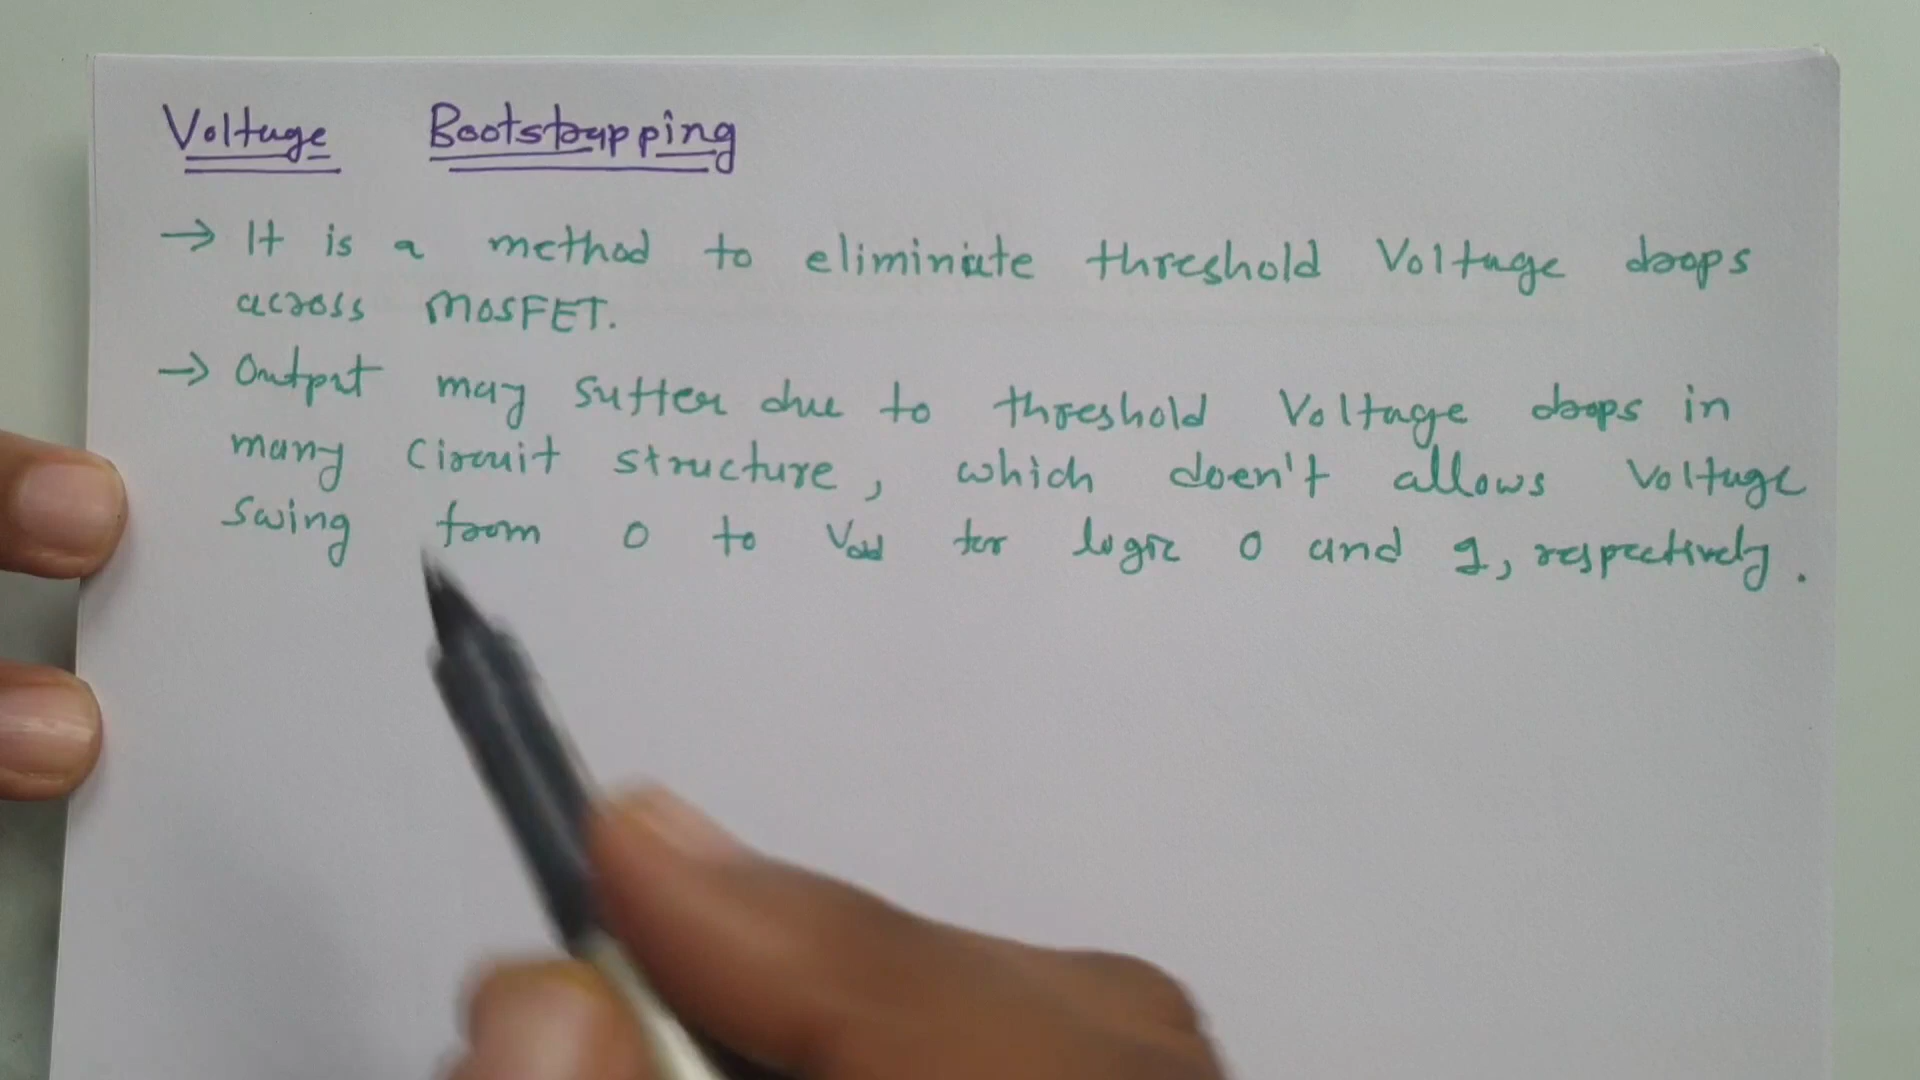 Voltage Bootstrapping
→ It is a method to eliminate threshold Voltage drops
across MOSFET.
→ Output may suffer due to threshold Voltage drops in
many Circuit structure, which doen't allows Voltage
Swing from 0 to Vdd for logic 0 and 1, respectively.